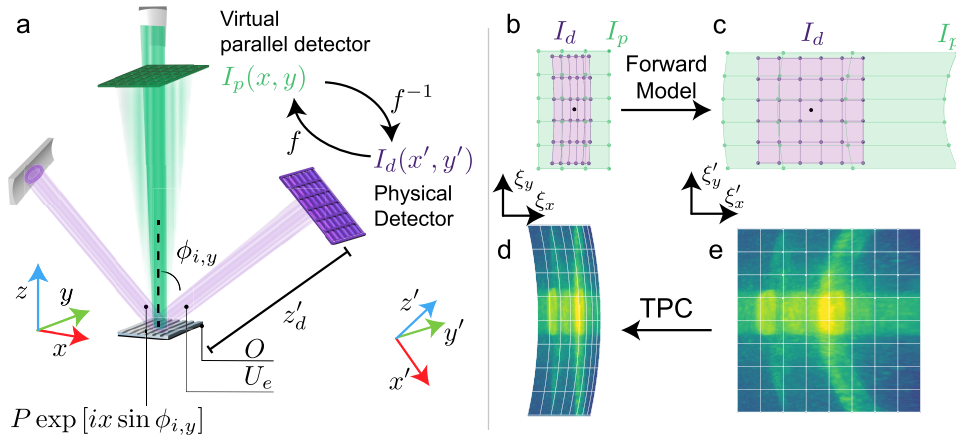 a
Virtual
parallel detector
I_p(x, y)
f^{-1}
f
I_d(x', y')
Physical
Detector
ϕ_{i,y}
z
y
x
z'_d
z'
y'
x'
O
U_e
P exp [ix sin ϕ_{i,y}]
b
I_d
I_p
Forward
Model
c
I_d
I_p
ξ_y
ξ_x
ξ'_y
ξ'_x
d
TPC
e